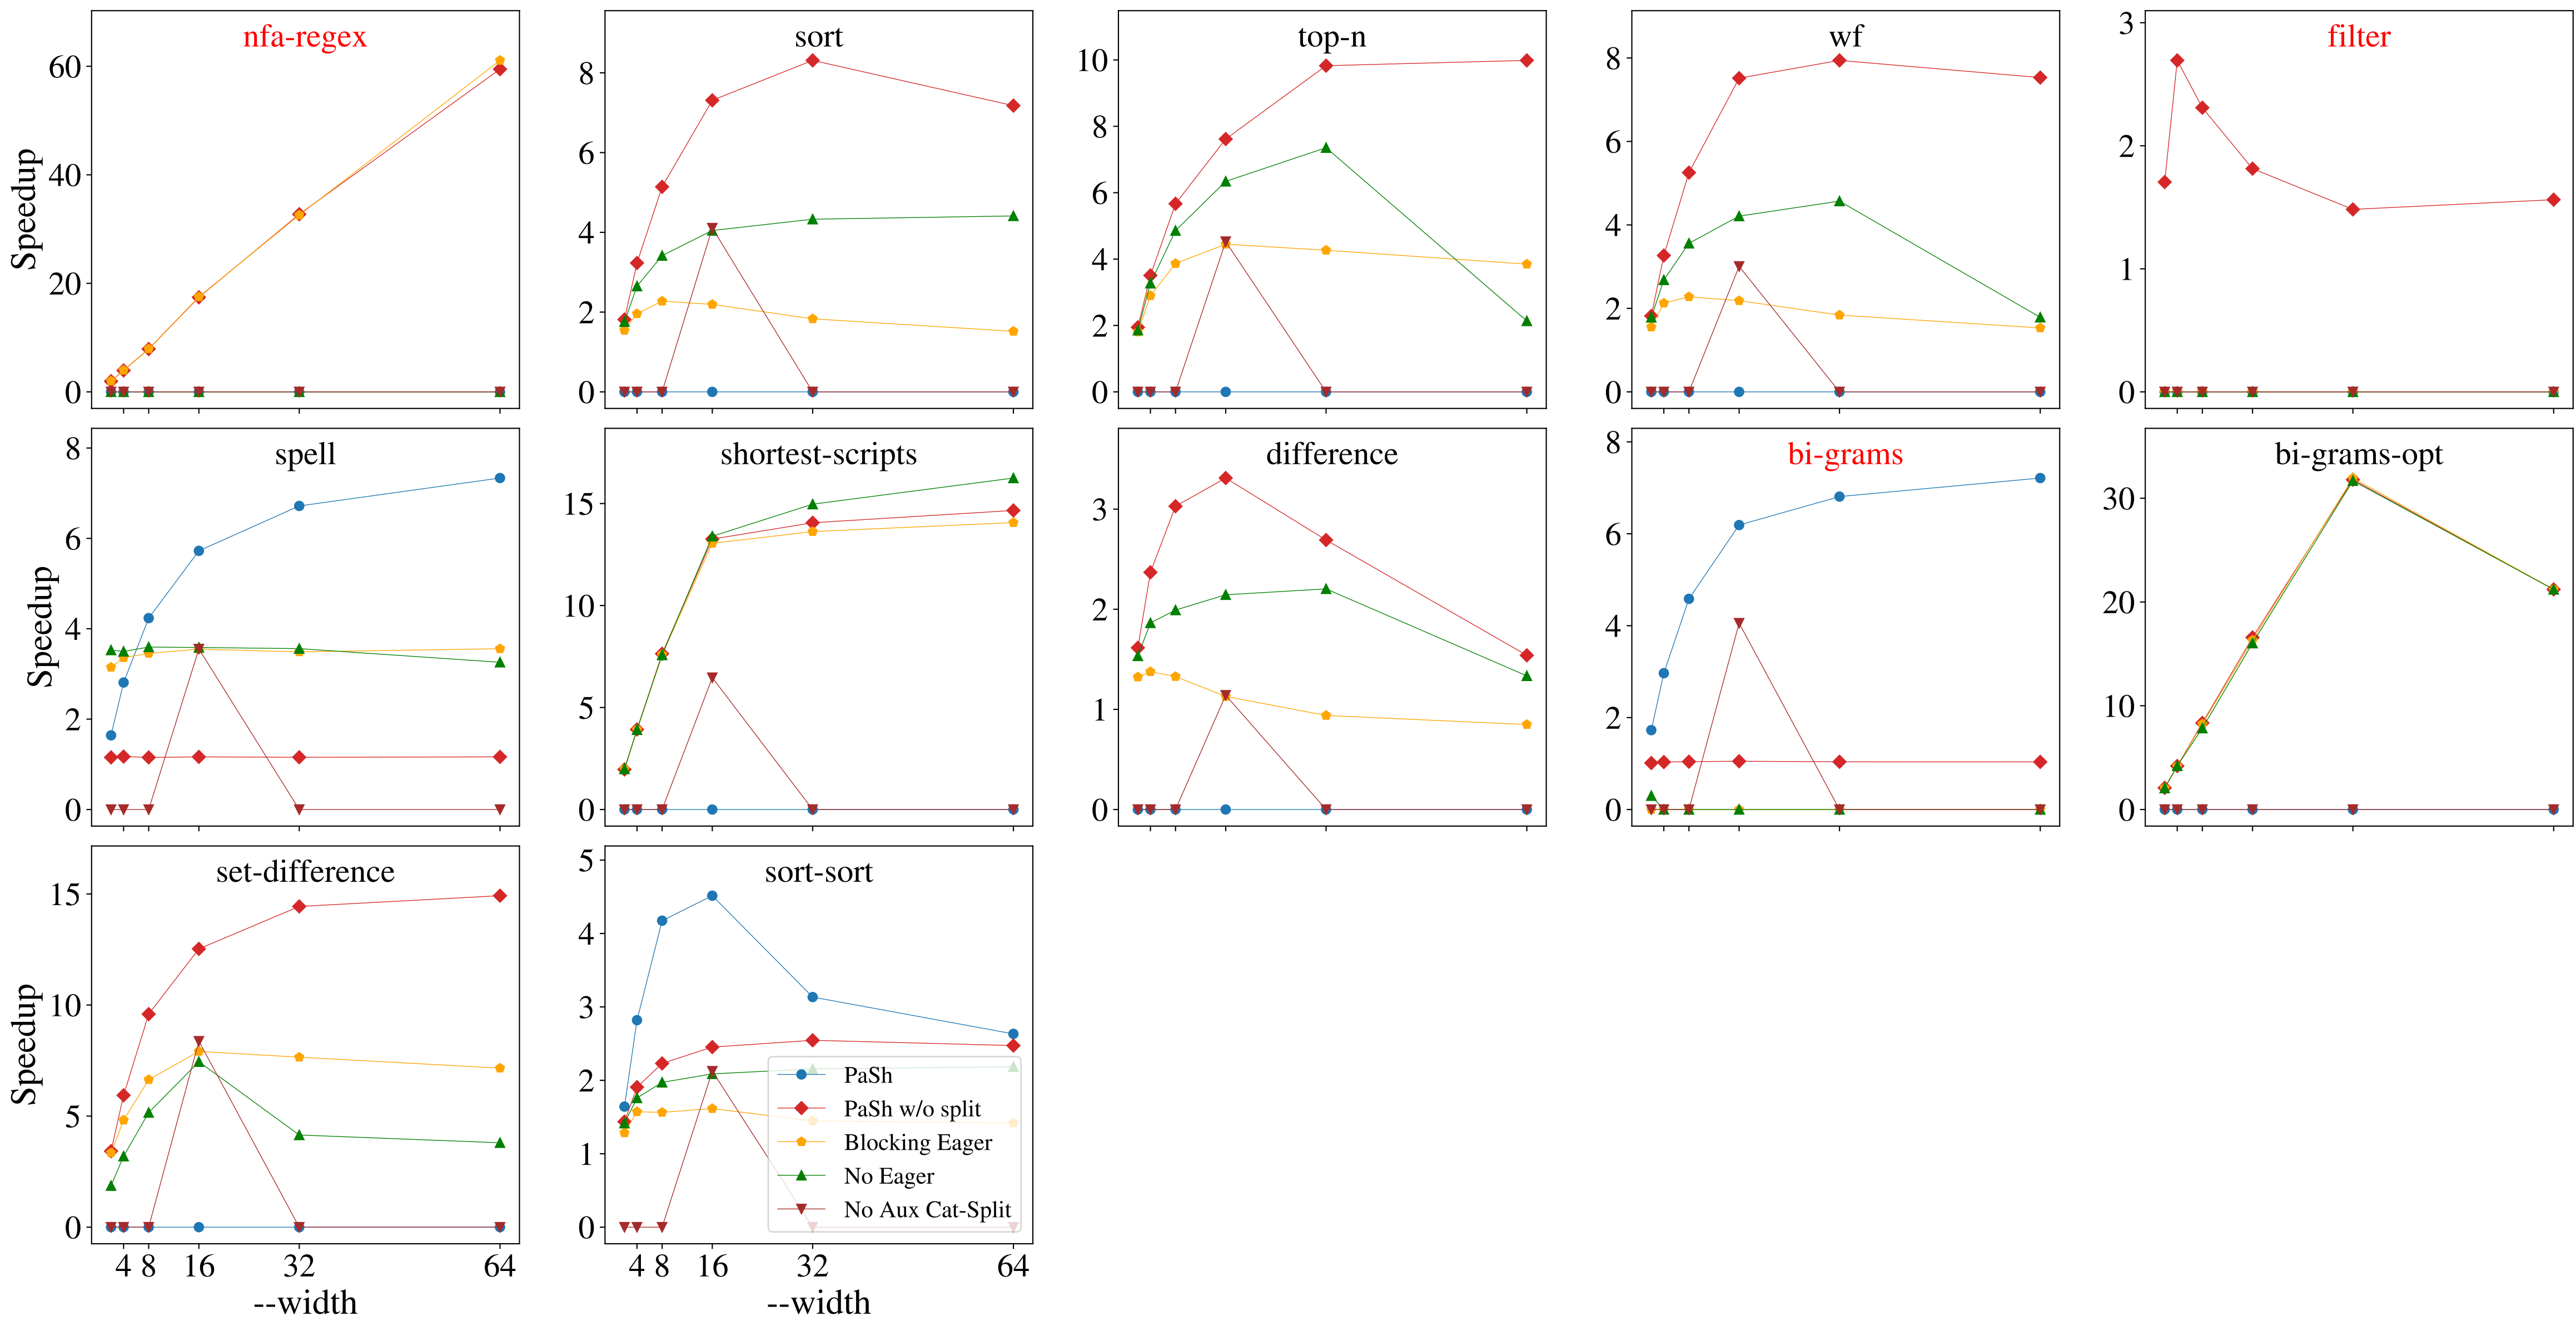 nfa-regex
Speedup
60
40
20
0
sort
8
6
4
2
0
top-n
10
8
6
4
2
0
wf
8
6
4
2
0
filter
3
2
1
0
spell
Speedup
8
6
4
2
0
shortest-scripts
15
10
5
0
difference
3
2
1
0
bi-grams
8
6
4
2
0
bi-grams-opt
30
20
10
0
set-difference
Speedup
15
10
5
0
4 8 16 32 64
--width
sort-sort
5
4
3
2
1
0
PaSh
PaSh w/o split
Blocking Eager
No Eager
No Aux Cat-Split
4 8 16 32 64
--width